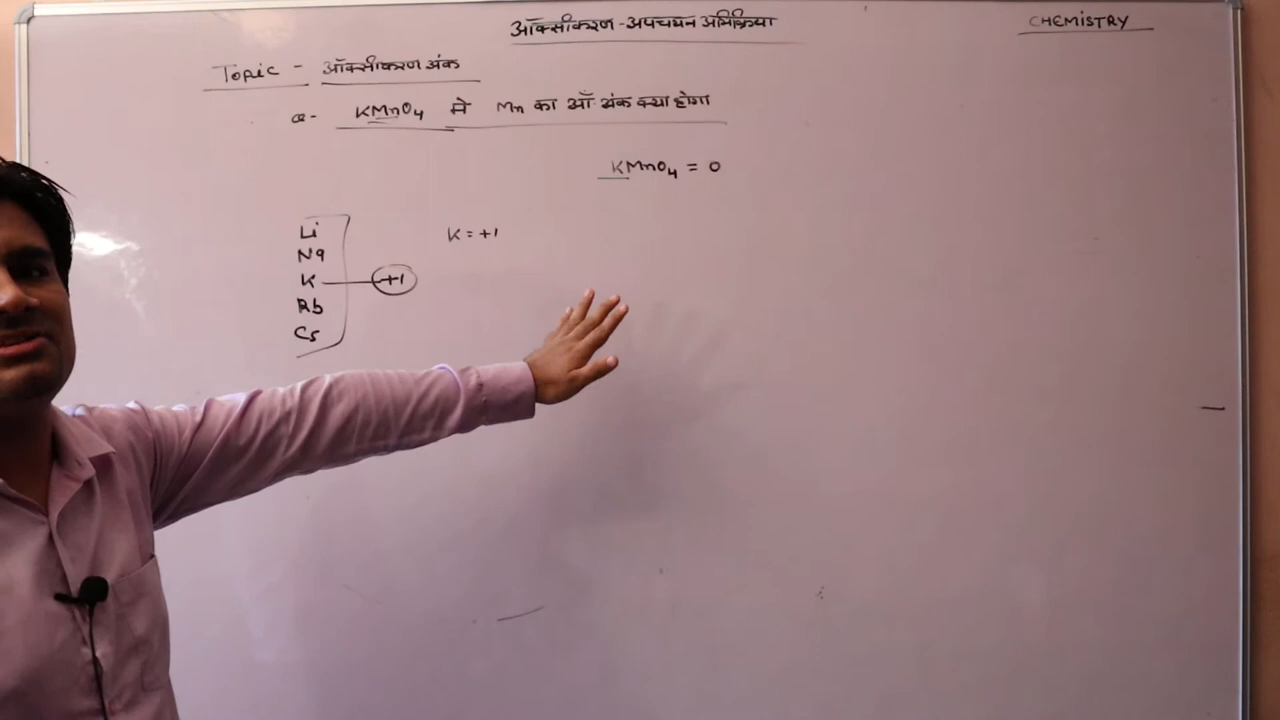 ऑक्सीकरण-अपचयन अभिक्रिया
CHEMISTRY
Topic - ऑक्सीकरण अंक
Q- KMnO4 में Mn का ऑ. अंक क्या होगा
KMnO4 = 0
Li
Na
K +1
Rb
Cs
K = +1